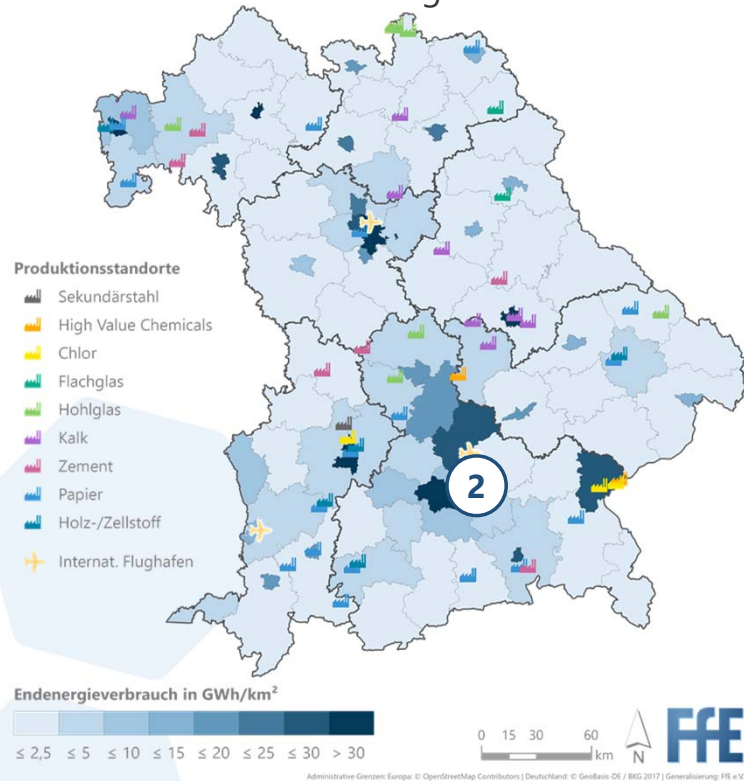 2
Produktionsstandorte
Sekundärstahl
High Value Chemicals
Chlor
Flachglas
Hohlglas
Kalk
Zement
Papier
Holz-/Zellstoff
Internat. Flughafen
Endenergieverbrauch in GWh/km²
≤ 2,5 ≤ 5 ≤ 10 ≤ 15 ≤ 20 ≤ 25 ≤ 30 > 30
0 15 30 60
km
N
FfE
Administrative Grenzen: Europa: © OpenStreetMap Contributors | Deutschland: © GeoBasis-DE / BKG 2017 | Generalisierung: FfE e.V.